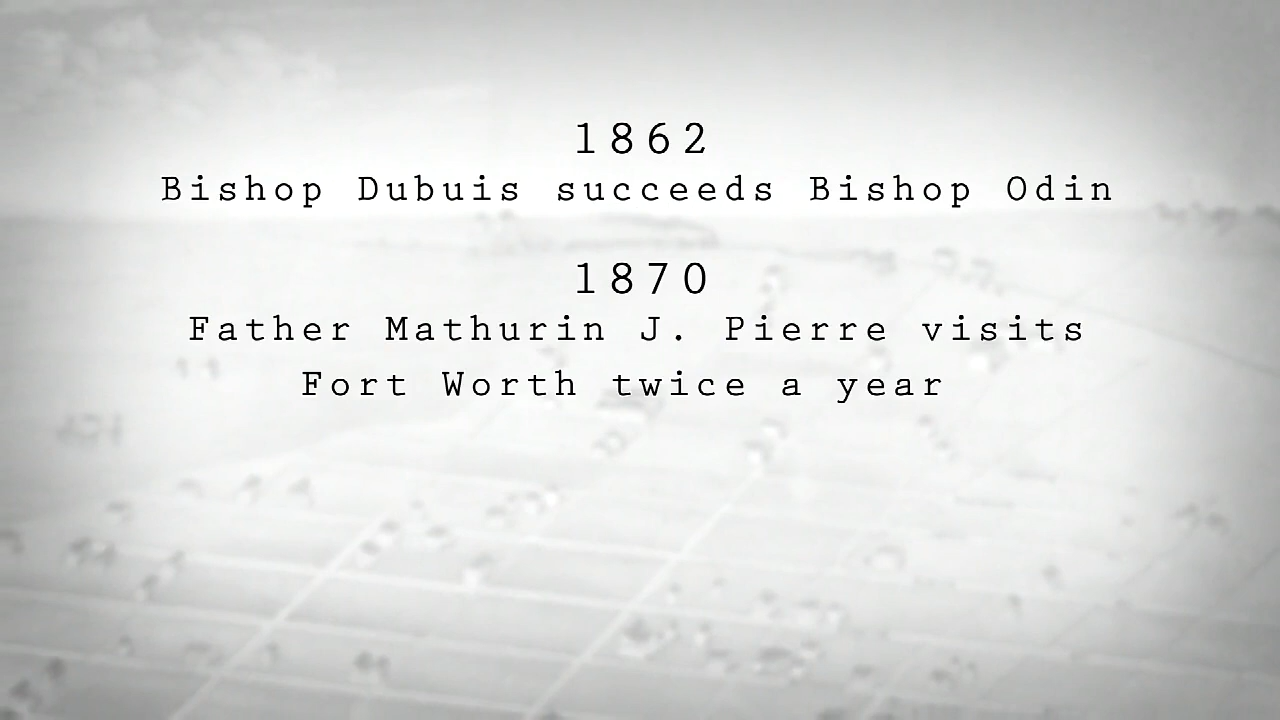 1862
Bishop Dubuis succeeds Bishop Odin
1870
Father Mathurin J. Pierre visits
Fort Worth twice a year